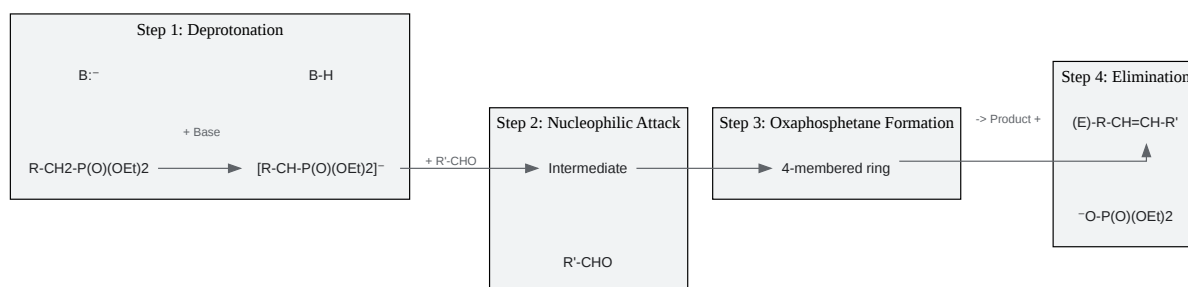 Step 1: Deprotonation
B:⁻
B-H
+ Base
R-CH2-P(O)(OEt)2
[R-CH-P(O)(OEt)2]⁻
+ R'-CHO
Step 2: Nucleophilic Attack
Intermediate
R'-CHO
Step 3: Oxaphosphetane Formation
4-membered ring
-> Product +
Step 4: Elimination
(E)-R-CH=CH-R'
⁻O-P(O)(OEt)2